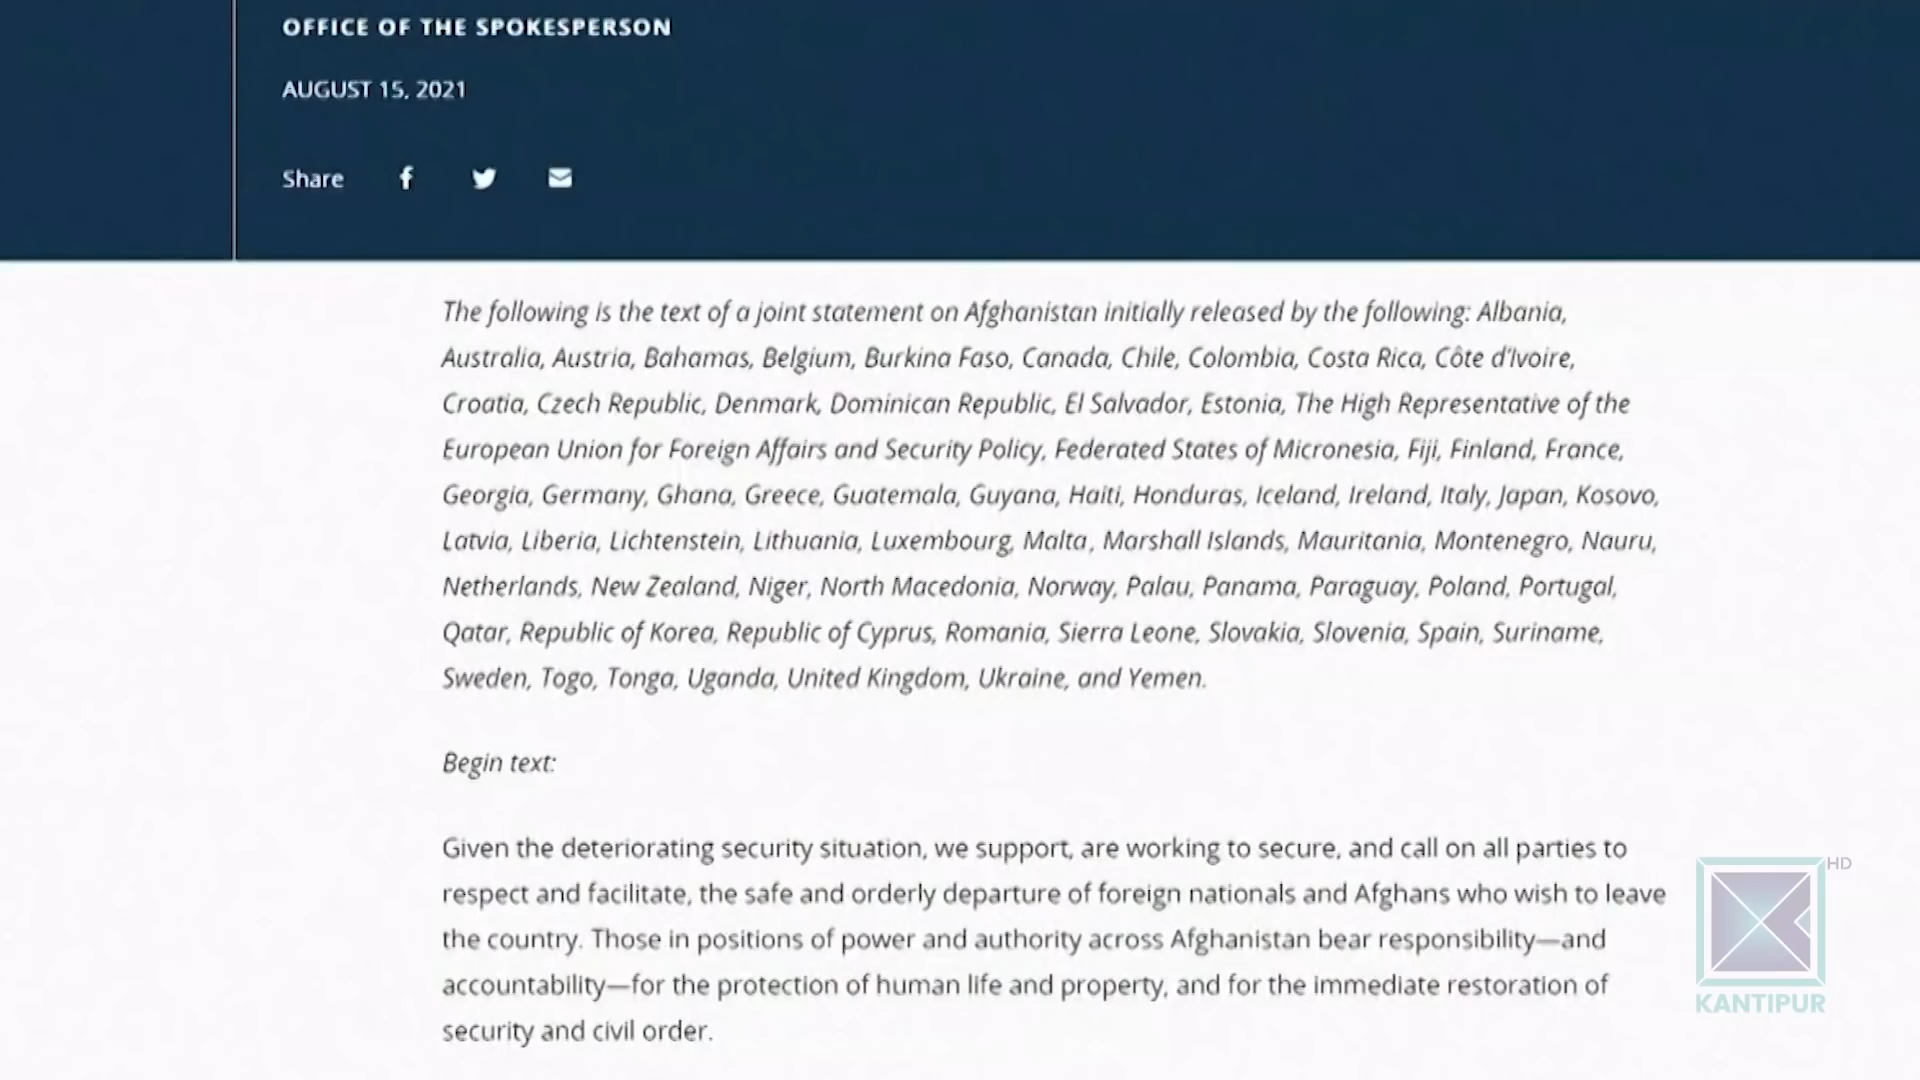 OFFICE OF THE SPOKESPERSON
AUGUST 15, 2021
Share
The following is the text of a joint statement on Afghanistan initially released by the following: Albania,
Australia, Austria, Bahamas, Belgium, Burkina Faso, Canada, Chile, Colombia, Costa Rica, Côte d'Ivoire,
Croatia, Czech Republic, Denmark, Dominican Republic, El Salvador, Estonia, The High Representative of the
European Union for Foreign Affairs and Security Policy, Federated States of Micronesia, Fiji, Finland, France,
Georgia, Germany, Ghana, Greece, Guatemala, Guyana, Haiti, Honduras, Iceland, Ireland, Italy, Japan, Kosovo,
Latvia, Liberia, Lichtenstein, Lithuania, Luxembourg, Malta, Marshall Islands, Mauritania, Montenegro, Nauru,
Netherlands, New Zealand, Niger, North Macedonia, Norway, Palau, Panama, Paraguay, Poland, Portugal,
Qatar, Republic of Korea, Republic of Cyprus, Romania, Sierra Leone, Slovakia, Slovenia, Spain, Suriname,
Sweden, Togo, Tonga, Uganda, United Kingdom, Ukraine, and Yemen.
Begin text:
Given the deteriorating security situation, we support, are working to secure, and call on all parties to
respect and facilitate, the safe and orderly departure of foreign nationals and Afghans who wish to leave
the country. Those in positions of power and authority across Afghanistan bear responsibility—and
accountability—for the protection of human life and property, and for the immediate restoration of
security and civil order.
HD
KANTIPUR